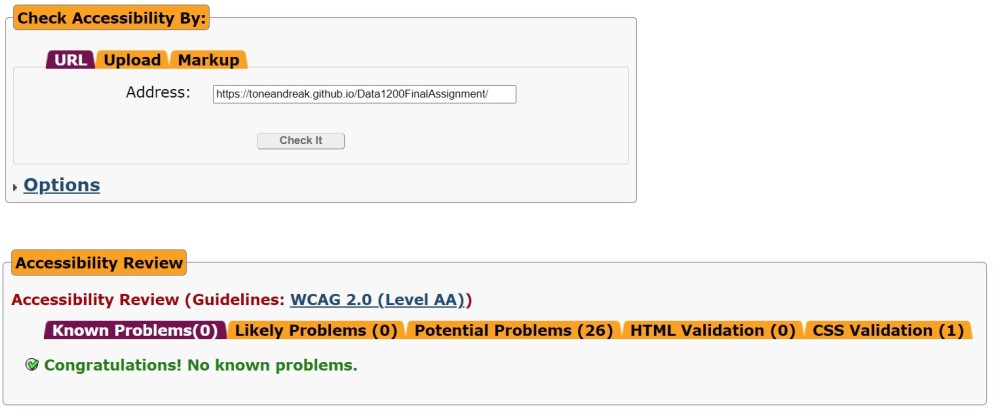 Check Accessibility By:
URL Upload Markup
Address: https://toneandreak.github.io/Data1200FinalAssignment/
Check It
Options
Accessibility Review
Accessibility Review (Guidelines: WCAG 2.0 (Level AA))
Known Problems(0) Likely Problems (0) Potential Problems (26) HTML Validation (0) CSS Validation (1)
Congratulations! No known problems.